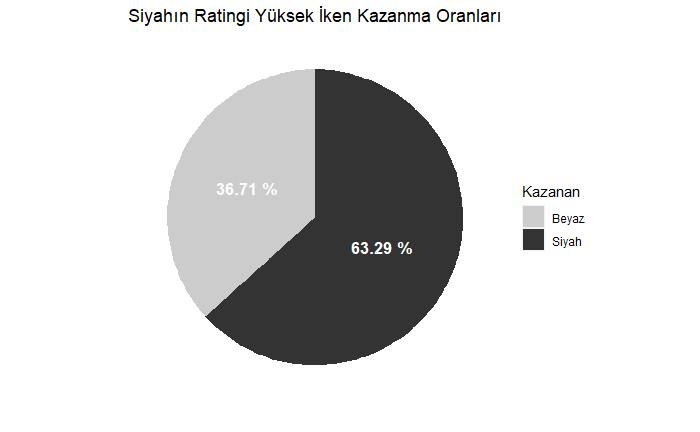 Siyahın Ratingi Yüksek İken Kazanma Oranları
36.71 %
63.29 %
Kazanan
Beyaz
Siyah